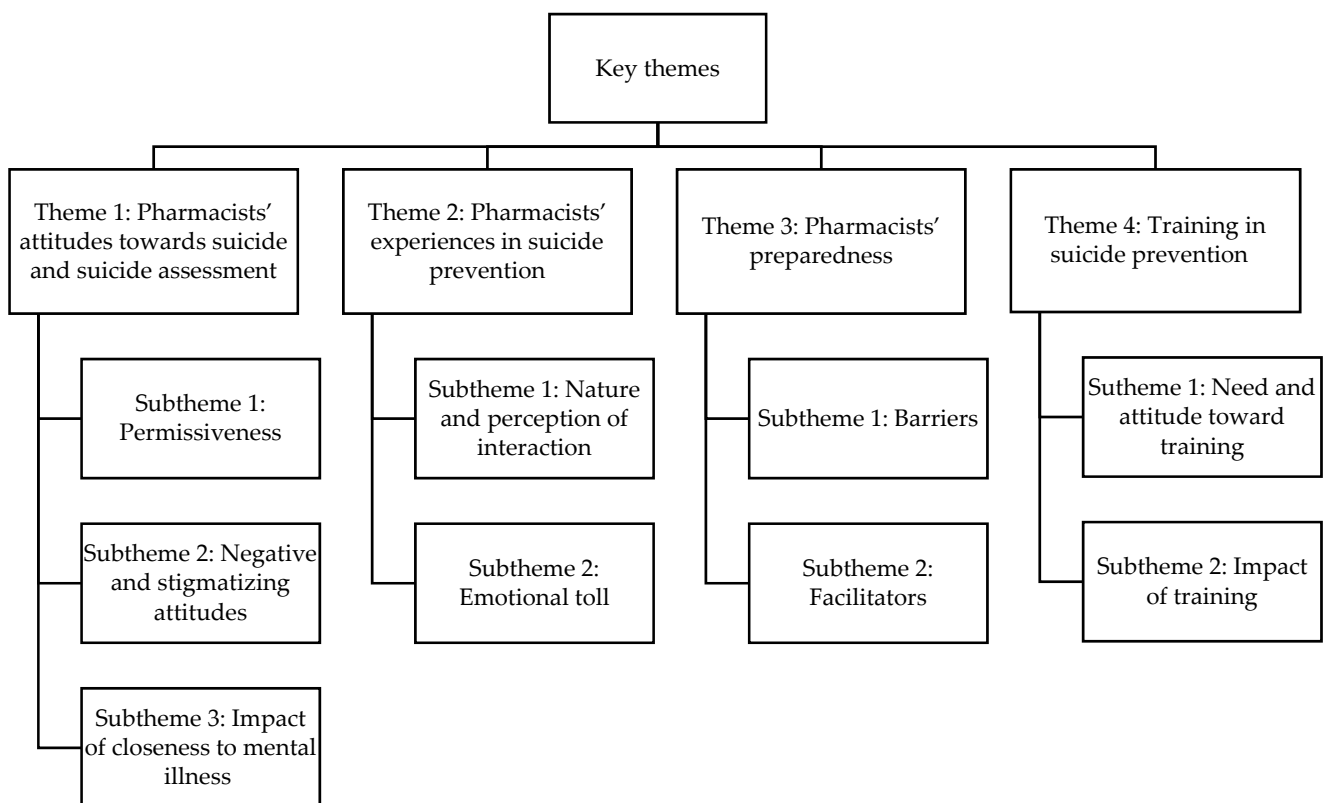 Key themes
Theme 1: Pharmacists’
attitudes towards suicide
and suicide assessment
Subtheme 1:
Permissiveness
Subtheme 2: Negative
and stigmatizing
attitudes
Subtheme 3: Impact
of closeness to mental
illness
Theme 2: Pharmacists’
experiences in suicide
prevention
Subtheme 1: Nature
and perception of
interaction
Subtheme 2:
Emotional toll
Theme 3: Pharmacists’
preparedness
Subtheme 1: Barriers
Subtheme 2:
Facilitators
Theme 4: Training in
suicide prevention
Sutheme 1: Need and
attitude toward
training
Subtheme 2: Impact
of training